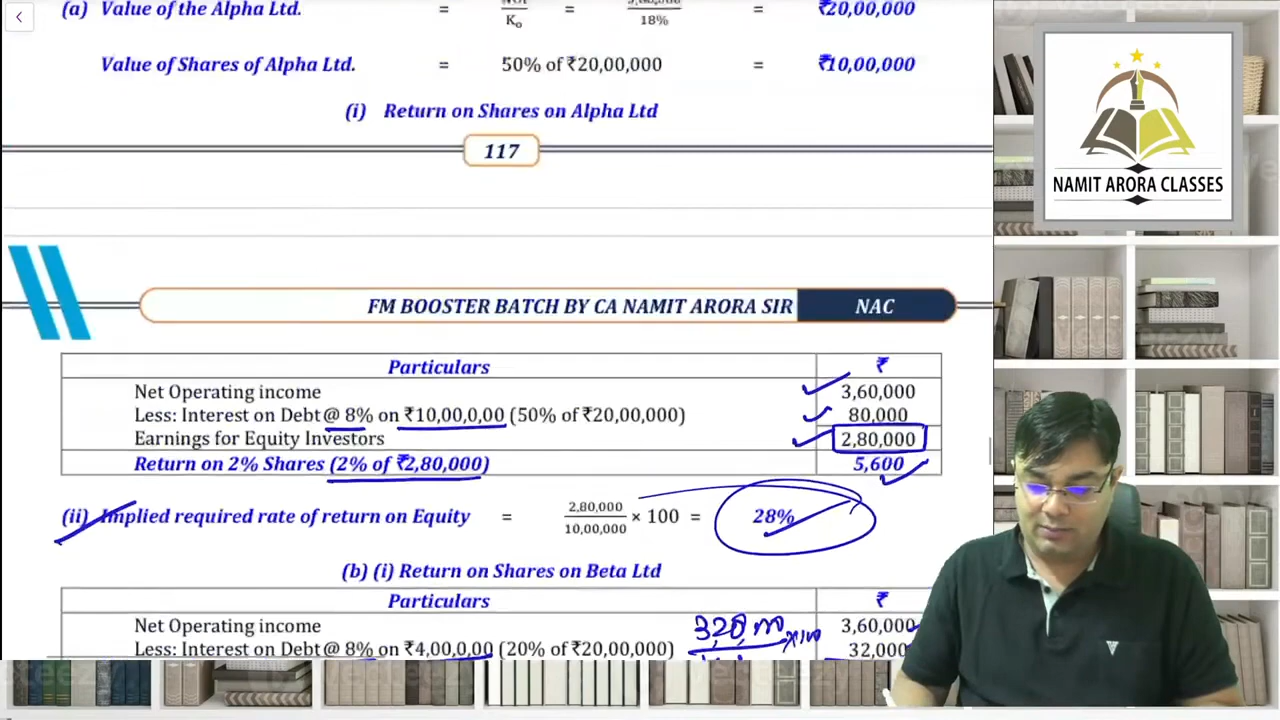 (a) Value of the Alpha Ltd. = NOI/K₀ = 3,60,000/18% = ₹20,00,000
Value of Shares of Alpha Ltd. = 50% of ₹20,00,000 = ₹10,00,000
(i) Return on Shares on Alpha Ltd
117
FM BOOSTER BATCH BY CA NAMIT ARORA SIR NAC
Particulars ₹
Net Operating income 3,60,000
Less: Interest on Debt @ 8% on ₹10,00,0,00 (50% of ₹20,00,000) 80,000
Earnings for Equity Investors 2,80,000
Return on 2% Shares (2% of ₹2,80,000) 5,600
(ii) Implied required rate of return on Equity = 2,80,000/10,00,000 × 100 = 28%
(b) (i) Return on Shares on Beta Ltd
Particulars ₹
Net Operating income 3,60,000
Less: Interest on Debt @ 8% on ₹4,00,0,00 (20% of ₹20,00,000) 32,000
NAMIT ARORA CLASSES